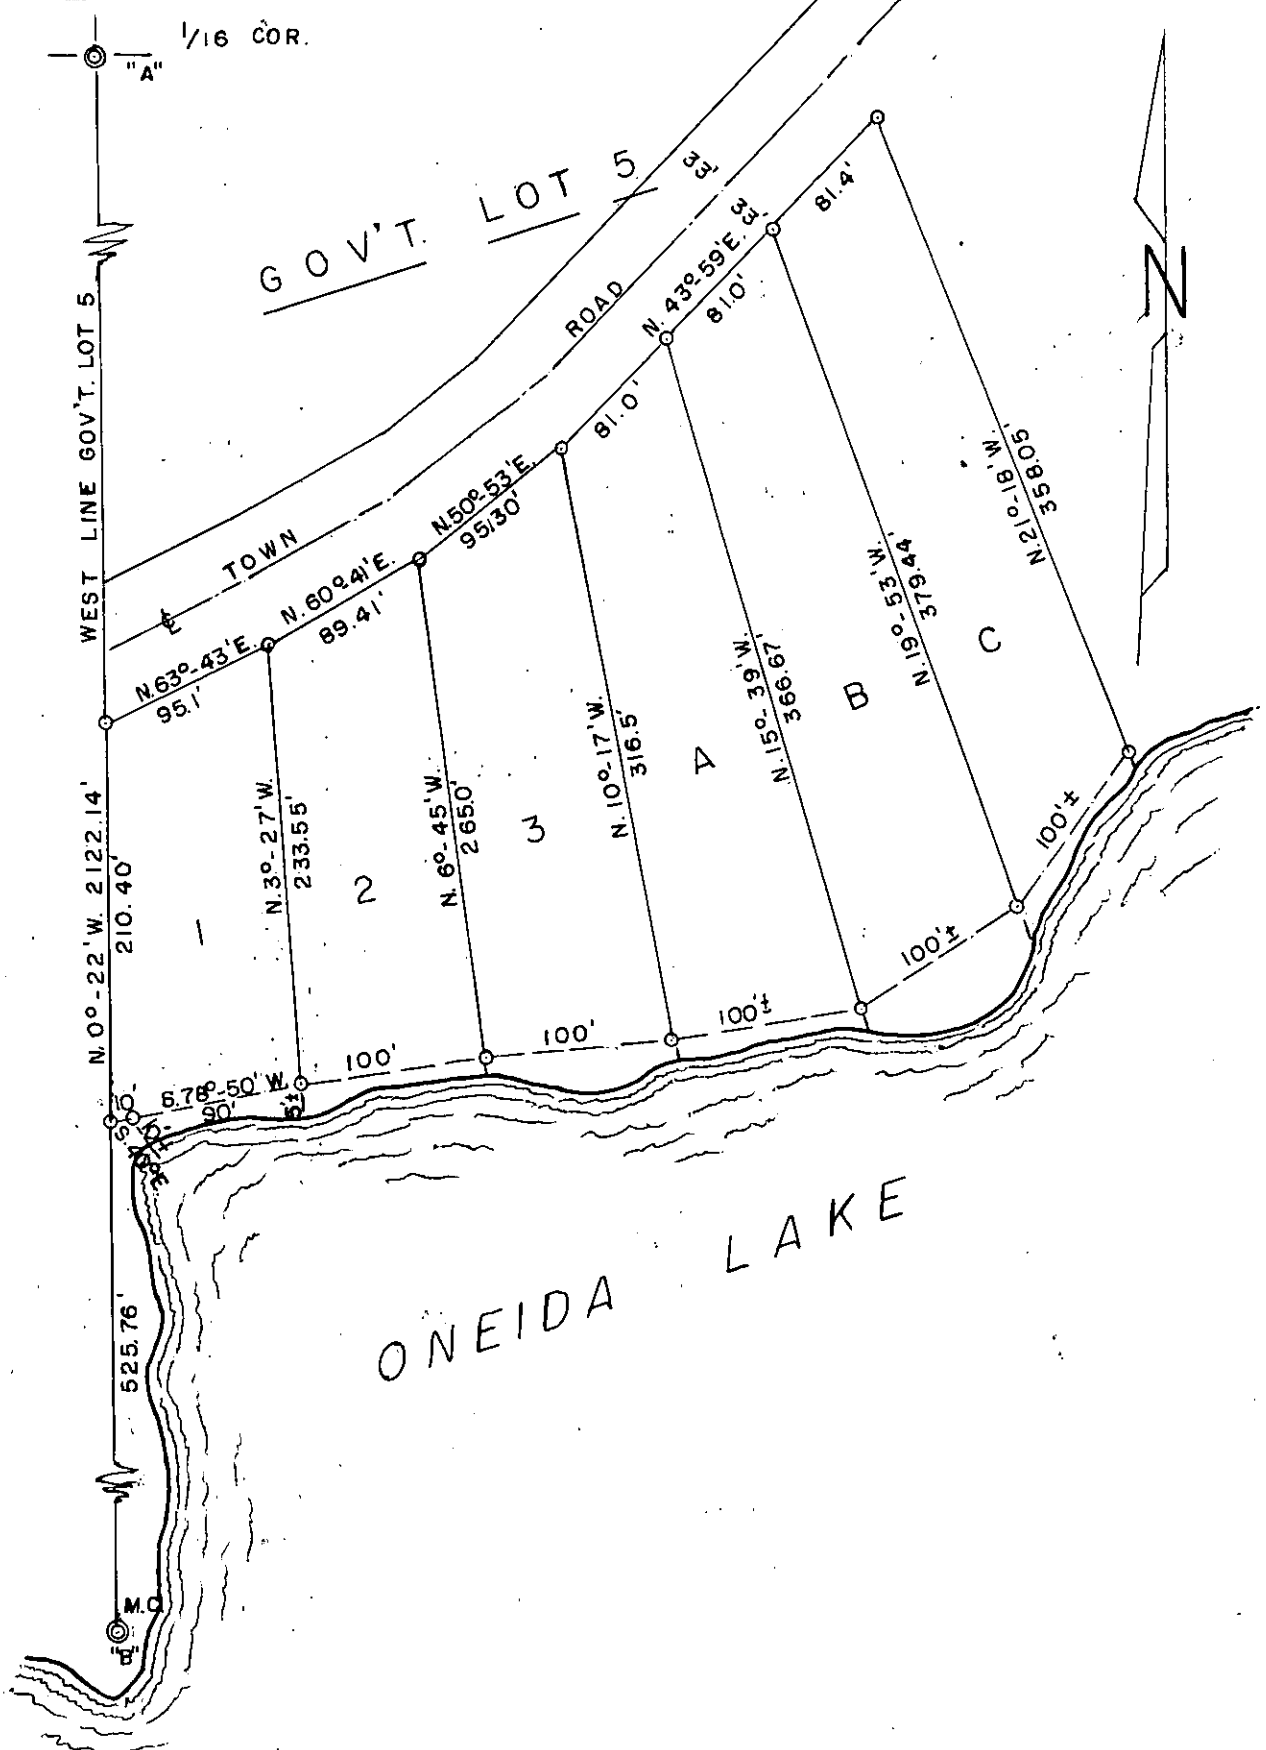 1/16 COR.
"A"
GOV'T. LOT 5
33'
33'
TOWN ROAD
℄
WEST LINE GOV'T. LOT 5
N. 0°-22' W. 2122.14'
210.40'
525.76'
N. 63°-43' E.
95.1'
N. 60°-41' E.
89.41'
N. 50°-53' E.
95.30'
81.0'
N. 43°-59' E.
81.0'
81.4'
N. 3°-27' W.
233.55'
N. 6°-45' W.
265.0'
N. 10°-17' W.
316.5'
N. 15°-39' W.
366.67'
N. 19°-53' W.
379.44'
N. 21°-18' W.
358.05'
1
2
3
A
B
C
N
10'
S. 78°-50' W.
90'
100'
100'
100'±
100'±
100'±
10'±
ONEIDA LAKE
M.C.
"B"